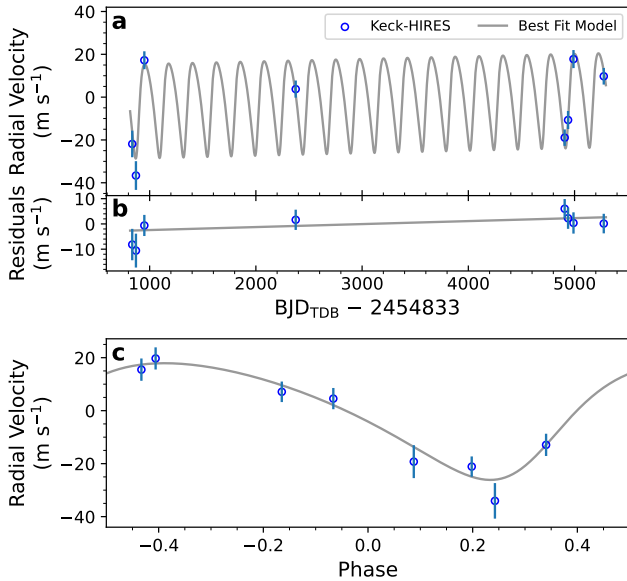 a
Keck-HIRES
Best Fit Model
Radial Velocity
(m s⁻¹)
40
20
0
−20
−40
b
Residuals
(m s⁻¹)
10
0
−10
1000
2000
3000
4000
5000
BJD_TDB − 2454833
c
Radial Velocity
(m s⁻¹)
20
0
−20
−40
−0.4
−0.2
0.0
0.2
0.4
Phase